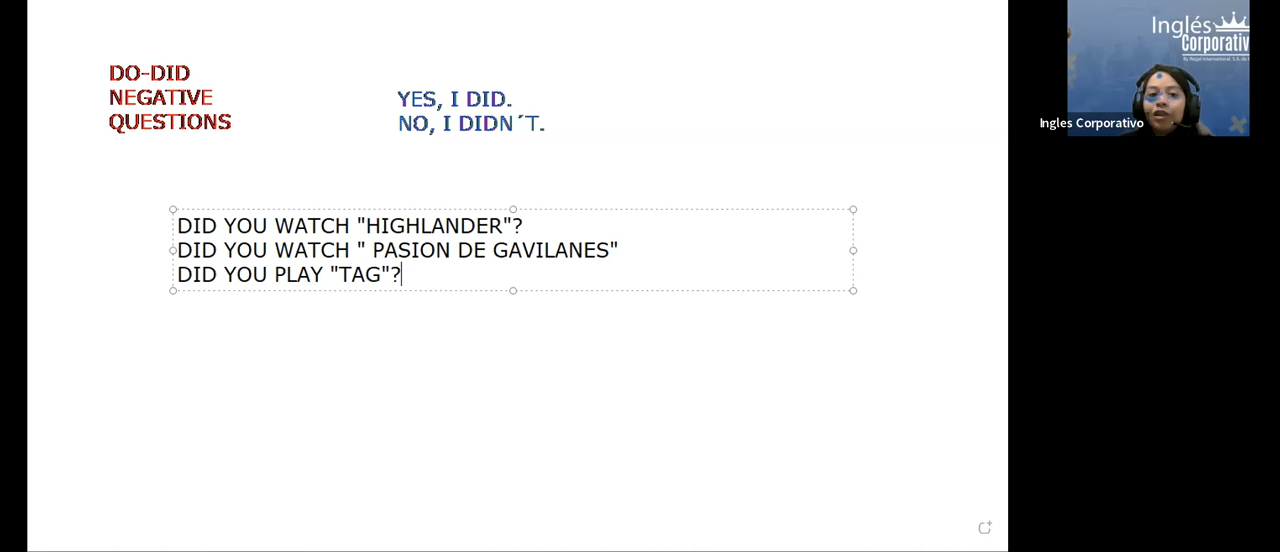 DO-DID
NEGATIVE
QUESTIONS
YES, I DID.
NO, I DIDN´T.
DID YOU WATCH "HIGHLANDER"?
DID YOU WATCH " PASION DE GAVILANES"
DID YOU PLAY "TAG"?
Inglés
Corporativ
Ingles Corporativo